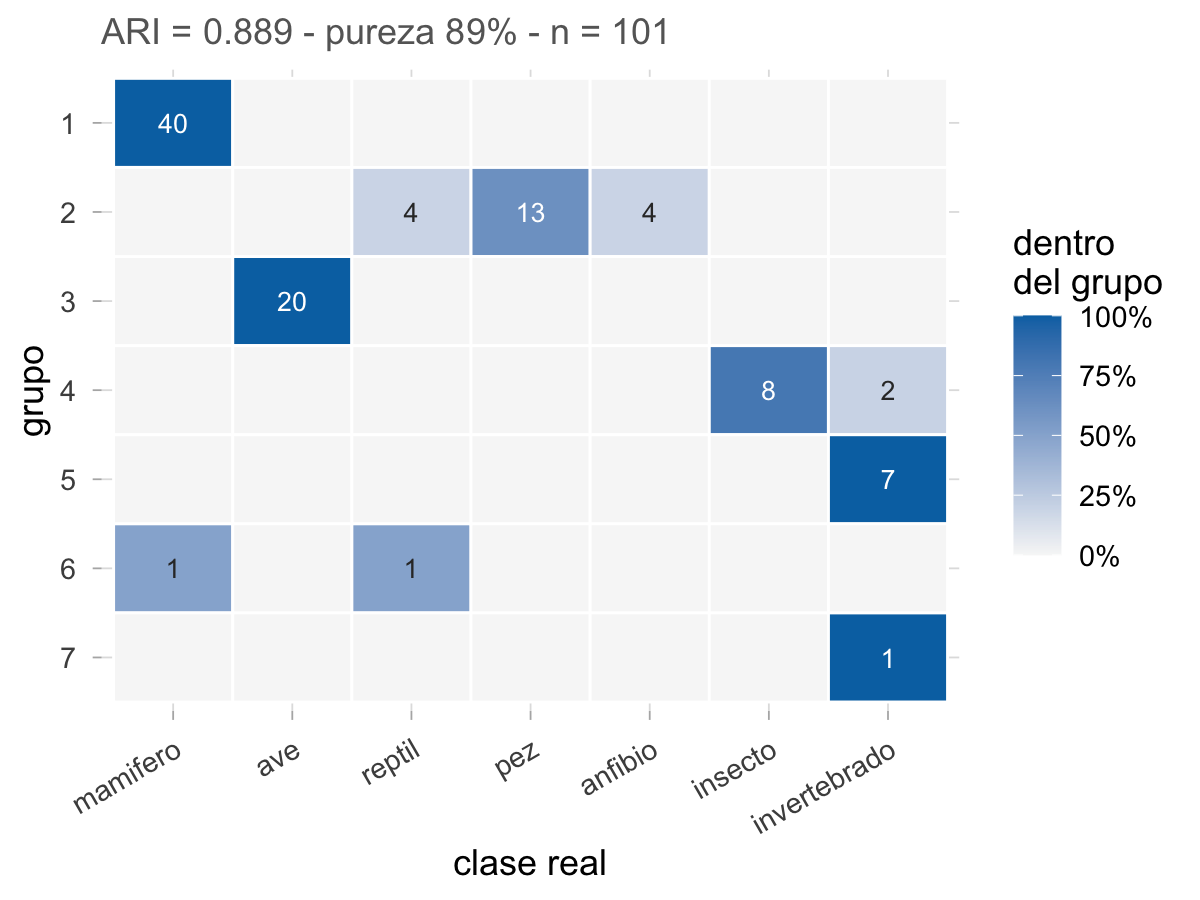 ARI = 0.889 - pureza 89% - n = 101
grupo
1 40
2 4 13 4
3 20
4 8 2
5 7
6 1 1
7 1
mamifero ave reptil pez anfibio insecto invertebrado
clase real
dentro
del grupo
100%
75%
50%
25%
0%